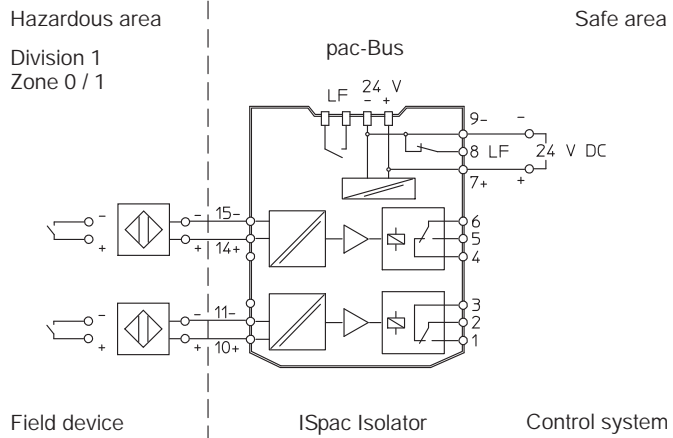 Hazardous area
Safe area
Division 1
Zone 0 / 1
pac-Bus
LF
24 V
- +
9-
-
8 LF
24 V DC
7+
+
- - 15-
+ + 14+
6
5
4
- - 11-
+ + 10+
3
2
1
Field device
ISpac Isolator
Control system